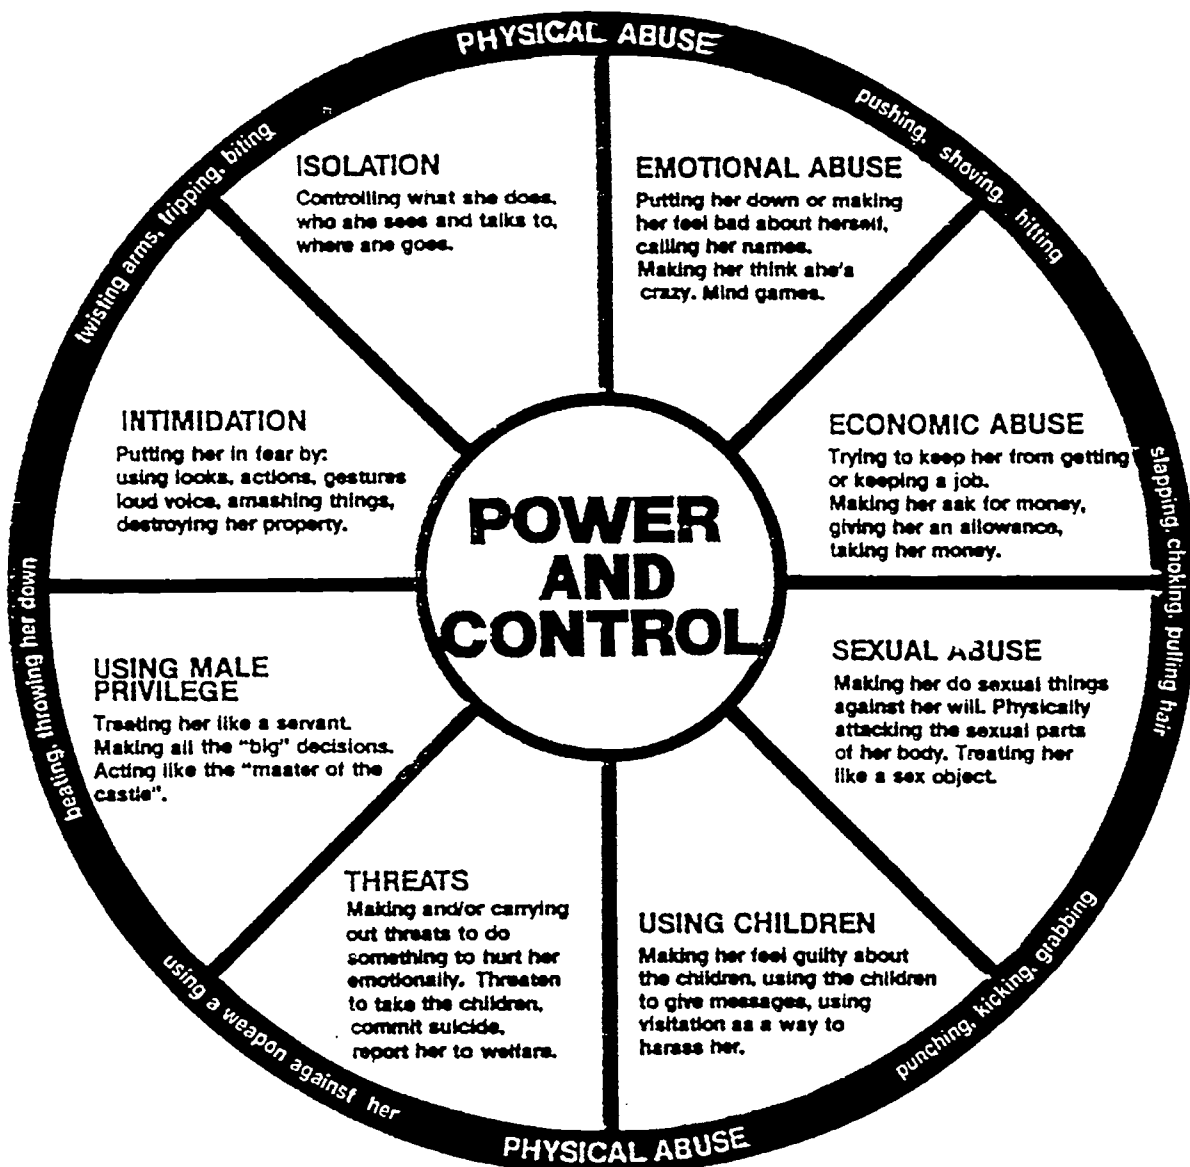 PHYSICAL ABUSE
pushing, shoving, hitting
slapping, choking, pulling hair
punching, kicking, grabbing
PHYSICAL ABUSE
using a weapon against her
beating, throwing her down
twisting arms, tripping, biting
POWER
AND
CONTROL
ISOLATION
Controlling what she does,
who she sees and talks to,
where she goes.
EMOTIONAL ABUSE
Putting her down or making
her feel bad about herself,
calling her names.
Making her think she's
crazy. Mind games.
ECONOMIC ABUSE
Trying to keep her from getting
or keeping a job.
Making her ask for money,
giving her an allowance,
taking her money.
SEXUAL ABUSE
Making her do sexual things
against her will. Physically
attacking the sexual parts
of her body. Treating her
like a sex object.
USING CHILDREN
Making her feel guilty about
the children, using the children
to give messages, using
visitation as a way to
harass her.
THREATS
Making and/or carrying
out threats to do
something to hurt her
emotionally. Threaten
to take the children,
commit suicide,
report her to welfare.
USING MALE
PRIVILEGE
Treating her like a servant.
Making all the "big" decisions.
Acting like the "master of the
castle".
INTIMIDATION
Putting her in fear by:
using looks, actions, gestures
loud voice, smashing things,
destroying her property.